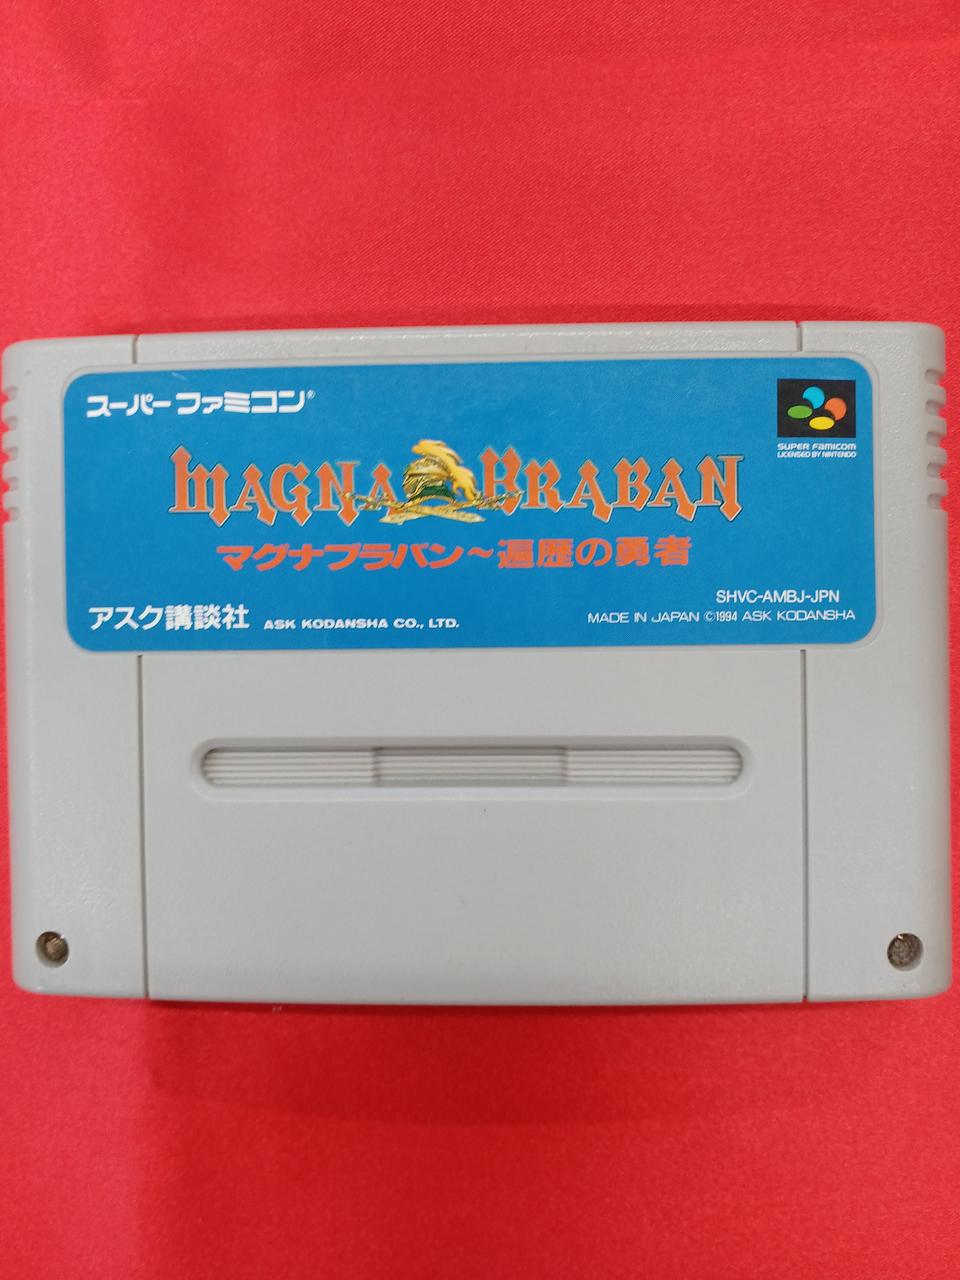 スーパーファミコン®
SUPER FAMICOM
LICENSED BY NINTENDO
MAGNA BRABAN
マグナブラバン〜遍歴の勇者
SHVC-AMBJ-JPN
アスク講談社 ASK KODANSHA CO., LTD.
MADE IN JAPAN ©1994 ASK KODANSHA